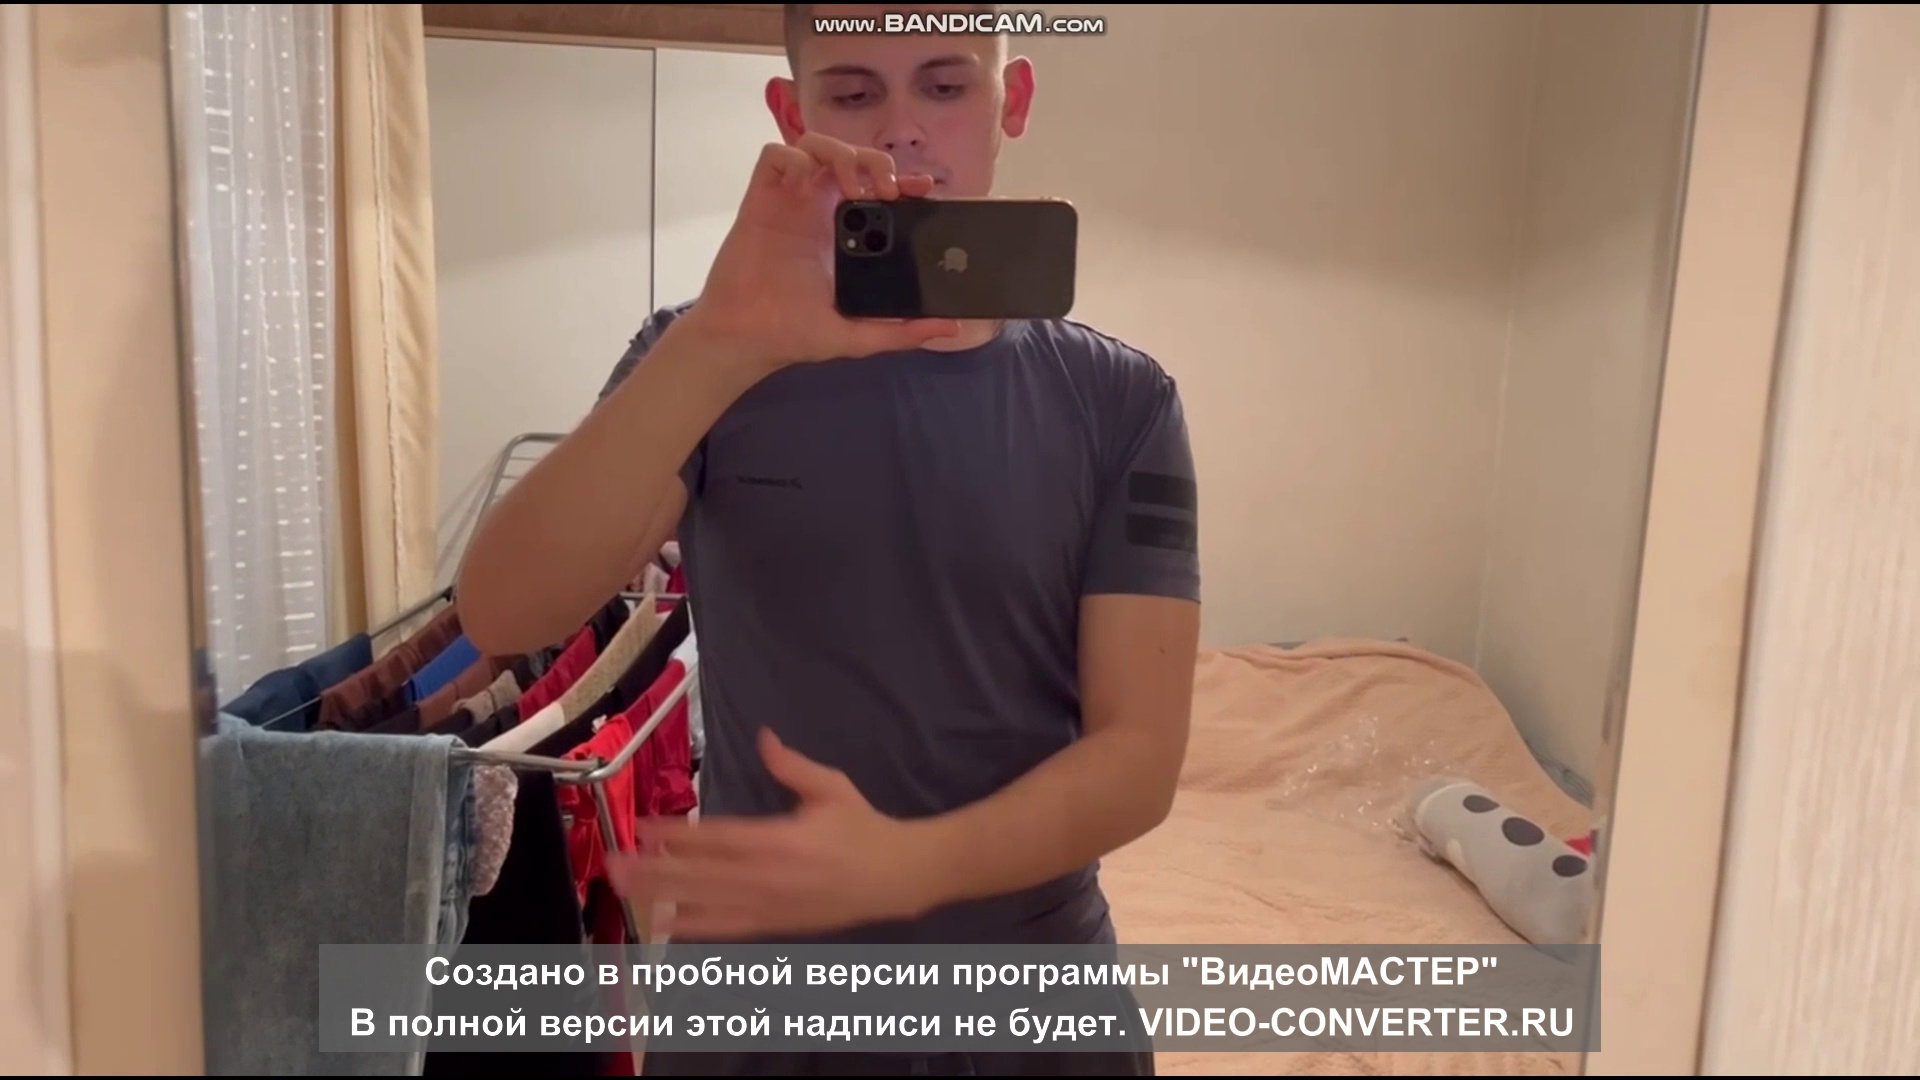 www.BANDICAM.com
Создано в пробной версии программы "ВидеоМАСТЕР"
В полной версии этой надписи не будет. VIDEO-CONVERTER.RU